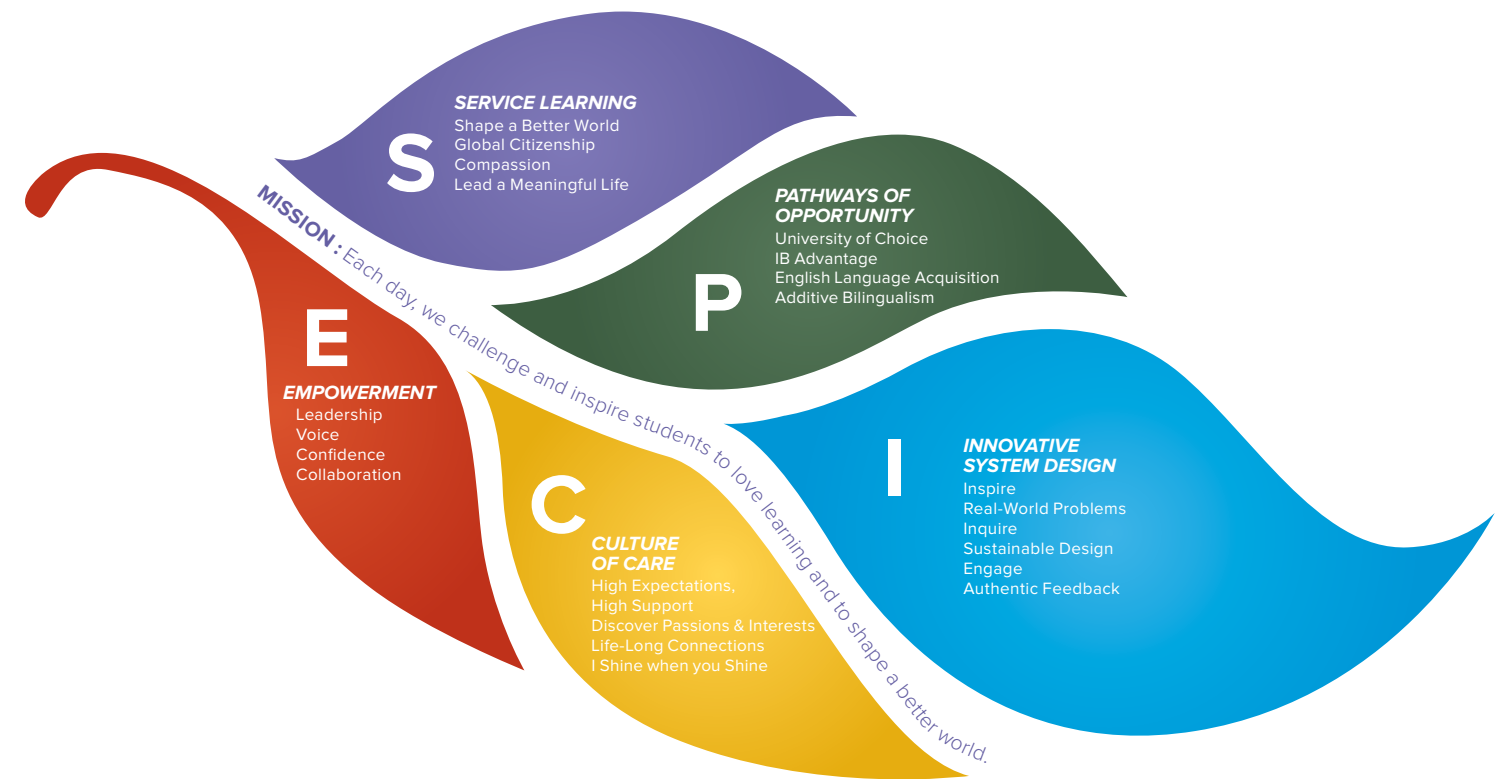 S
SERVICE LEARNING
Shape a Better World
Global Citizenship
Compassion
Lead a Meaningful Life
P
PATHWAYS OF
OPPORTUNITY
University of Choice
IB Advantage
English Language Acquisition
Additive Bilingualism
MISSION : Each day, we challenge and inspire students to love learning and to shape a better world.
E
EMPOWERMENT
Leadership
Voice
Confidence
Collaboration
C
CULTURE
OF CARE
High Expectations,
High Support
Discover Passions & Interests
Life-Long Connections
I Shine when you Shine
I
INNOVATIVE
SYSTEM DESIGN
Inspire
Real-World Problems
Inquire
Sustainable Design
Engage
Authentic Feedback